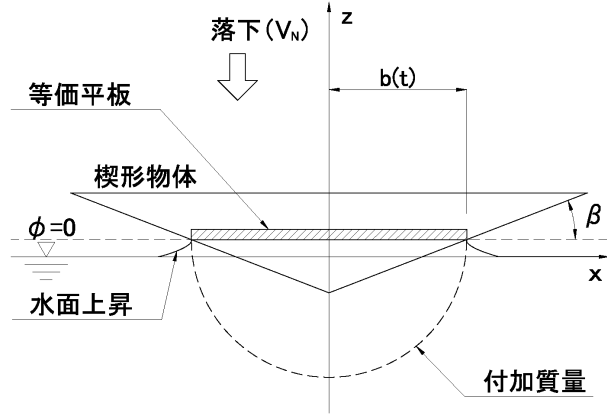 落下(VN)
z
b(t)
等価平板
楔形物体
β
φ=0
x
水面上昇
付加質量